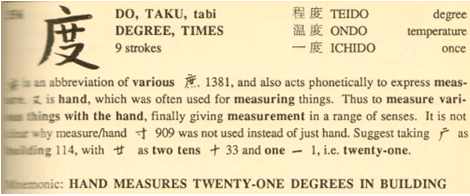 度 DO, TAKU, tabi 程度 TEIDO degree
DEGREE, TIMES 温度 ONDO temperature
9 strokes 一度 ICHIDO once
is an abbreviation of various 庶 1381, and also acts phonetically to express meas-
ure. 又 is hand, which was often used for measuring things. Thus to measure vari-
ous things with the hand, finally giving measurement in a range of senses. It is not
clear why measure/hand 寸 909 was not used instead of just hand. Suggest taking 广 as
building 114, with 廿 as two tens 十 33 and one 一 1, i.e. twenty-one.
Mnemonic: HAND MEASURES TWENTY-ONE DEGREES IN BUILDING